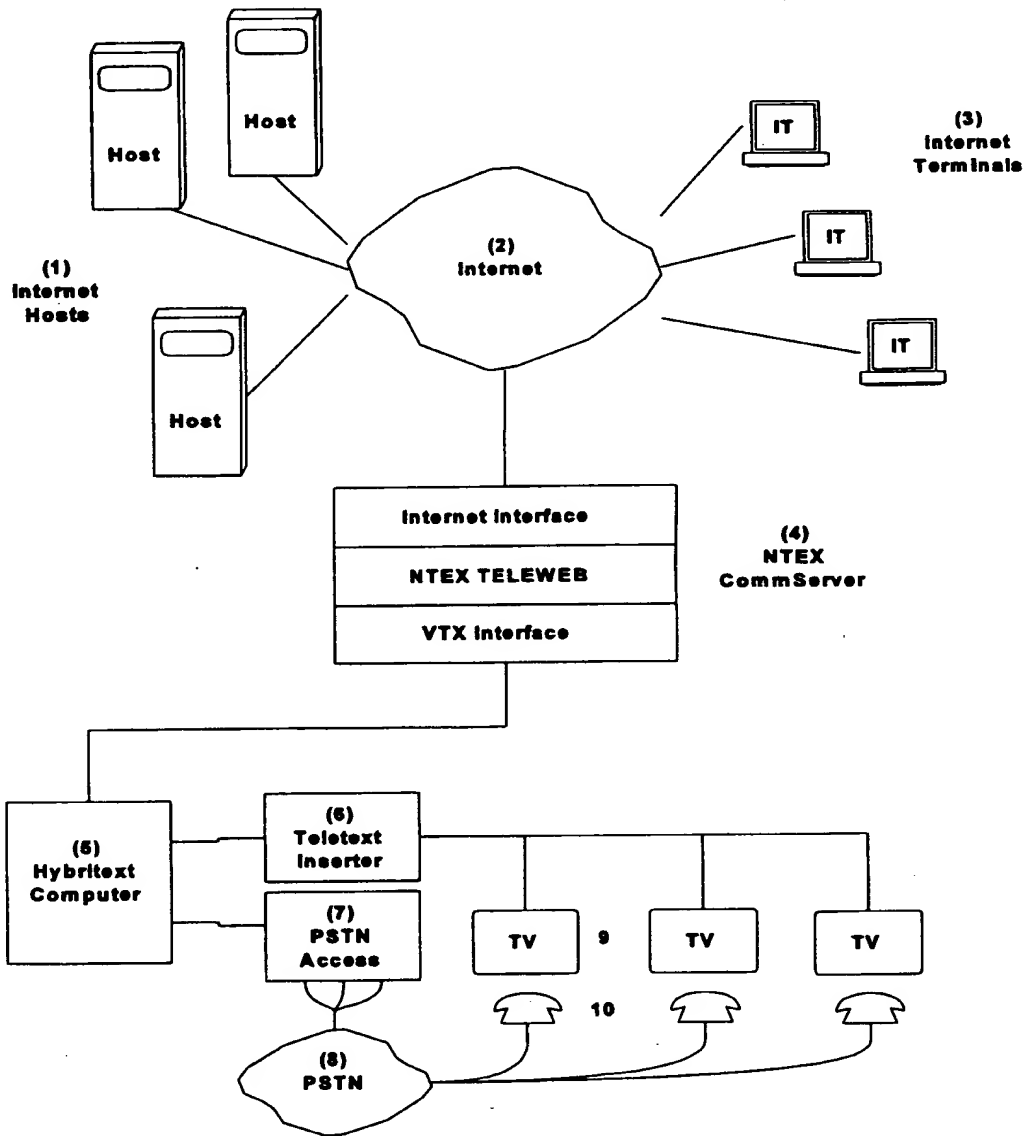 Host
Host
IT
(3)
Internet
Terminals
(2)
Internet
IT
(1)
Internet
Hosts
IT
Host
Internet Interface
NTEX TELEWEB
VTX Interface
(4)
NTEX
CommServer
(5)
Hybritext
Computer
(6)
Teletext
Inserter
(7)
PSTN
Access
TV
9
TV
TV
10
(8)
PSTN